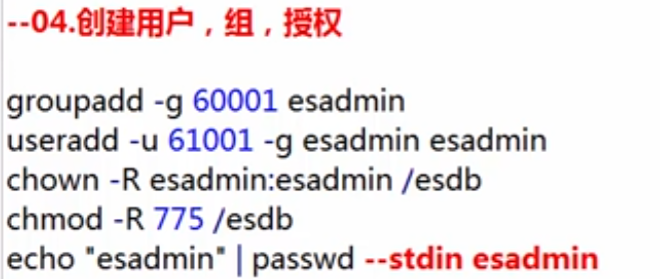 --04.创建用户，组，授权
groupadd -g 60001 esadmin
useradd -u 61001 -g esadmin esadmin
chown -R esadmin:esadmin /esdb
chmod -R 775 /esdb
echo "esadmin" | passwd --stdin esadmin